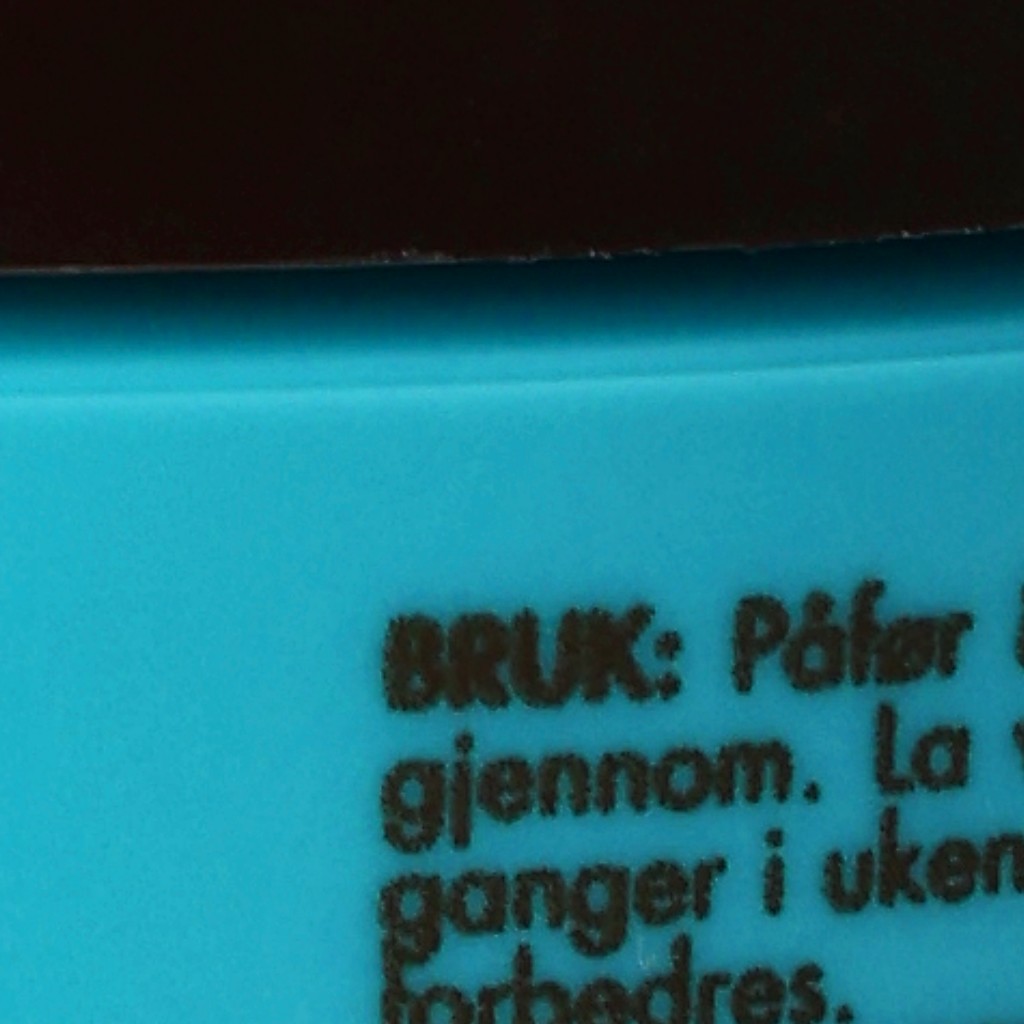 BRUK: Påfør
gjennom. La
ganger i uken
forbedres.